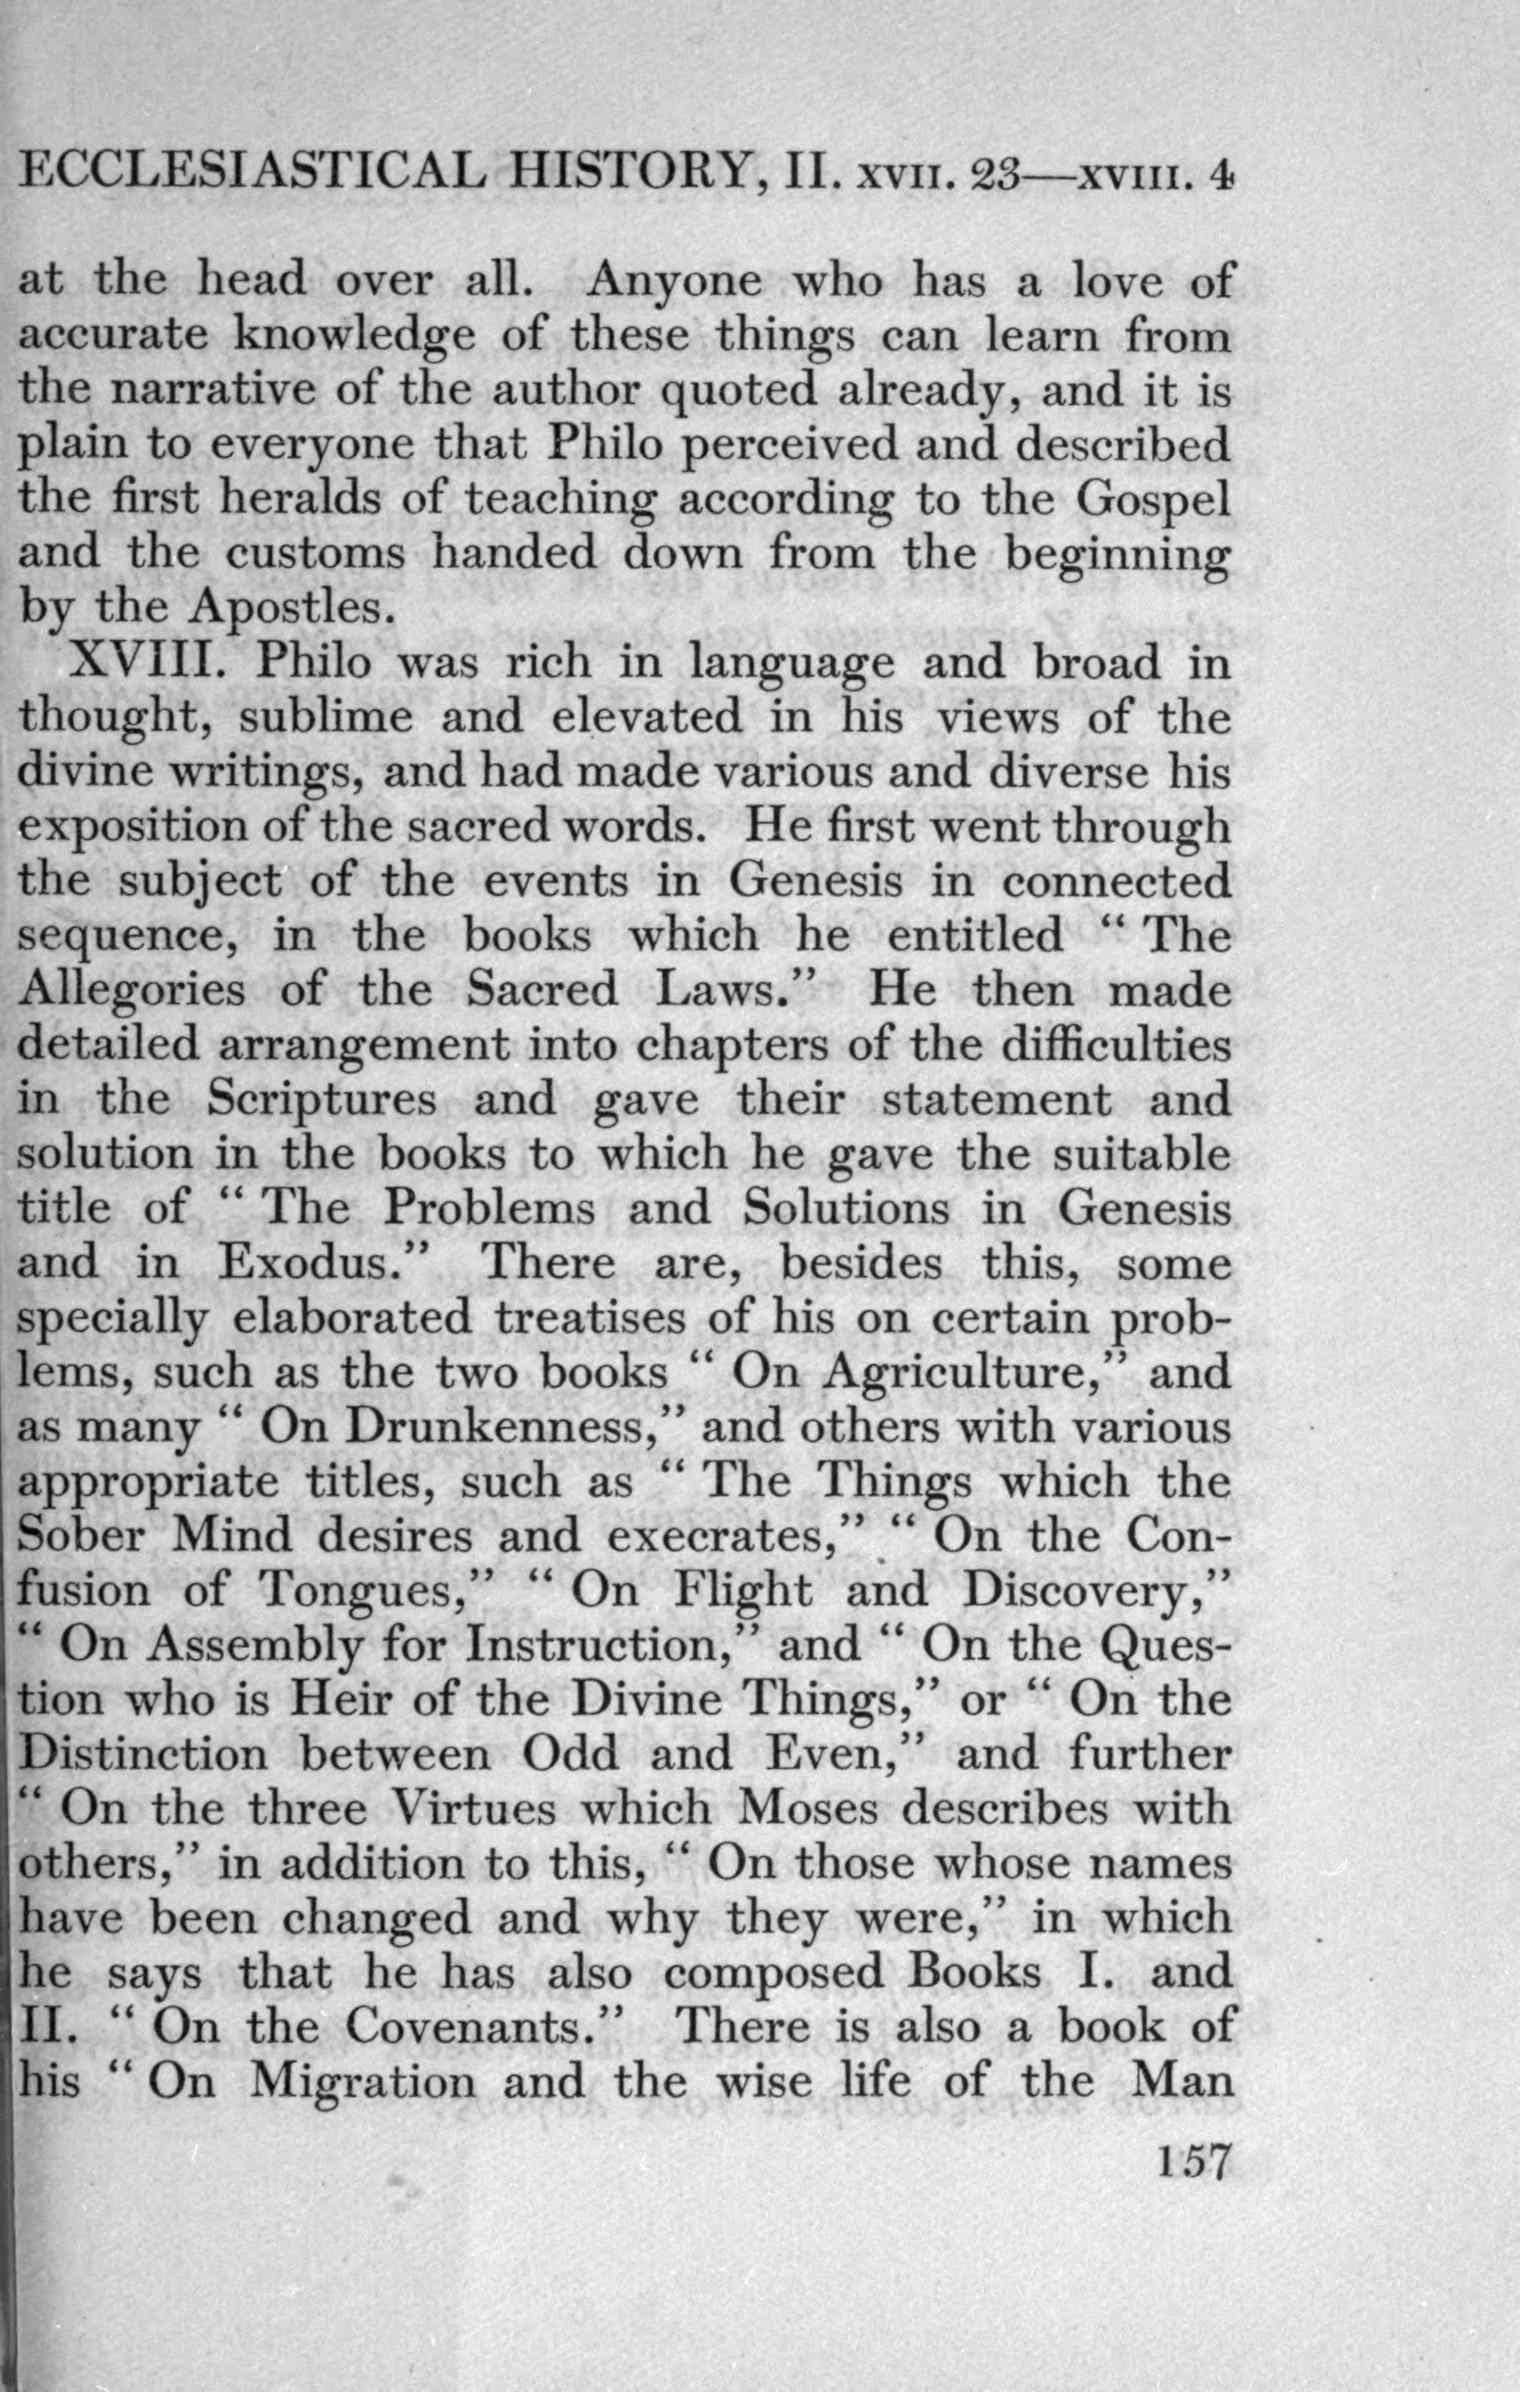 ECCLESIASTICAL HISTORY, II. XVII. 23—XVIII. 4
at the head over all. Anyone who has a love of
accurate knowledge of these things can learn from
the narrative of the author quoted already, and it is
plain to everyone that Philo perceived and described
the first heralds of teaching according to the Gospel
and the customs handed down from the beginning
by the Apostles.
XVIII. Philo was rich in language and broad in
thought, sublime and elevated in his views of the
divine writings, and had made various and diverse his
exposition of the sacred words. He first went through
the subject of the events in Genesis in connected
sequence, in the books which he entitled “ The
Allegories of the Sacred Laws.” He then made
detailed arrangement into chapters of the difficulties
in the Scriptures and gave their statement and
solution in the books to which he gave the suitable
title of “ The Problems and Solutions in Genesis
and in Exodus.” There are, besides this, some
specially elaborated treatises of his on certain prob-
lems, such as the two books “ On Agriculture,” and
as many “ On Drunkenness,” and others with various
appropriate titles, such as “ The Things which the
Sober Mind desires and execrates,” “ On the Con-
fusion of Tongues,” “ On Flight and Discovery,”
“ On Assembly for Instruction,” and “ On the Ques-
tion who is Heir of the Divine Things,” or “ On the
Distinction between Odd and Even,” and further
“ On the three Virtues which Moses describes with
others,” in addition to this, “ On those whose names
have been changed and why they were,” in which
he says that he has also composed Books I. and
II. “ On the Covenants.” There is also a book of
his “ On Migration and the wise life of the Man
157